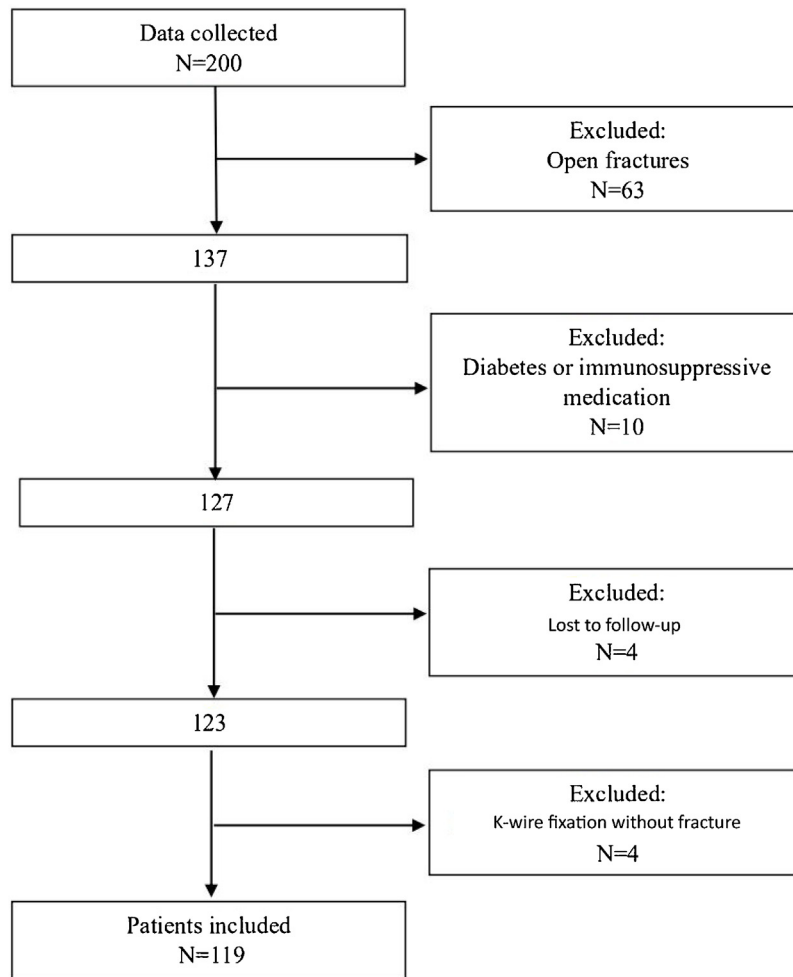 Data collected
N=200
Excluded:
Open fractures
N=63
137
Excluded:
Diabetes or immunosuppressive
medication
N=10
127
Excluded:
Lost to follow-up
N=4
123
Excluded:
K-wire fixation without fracture
N=4
Patients included
N=119